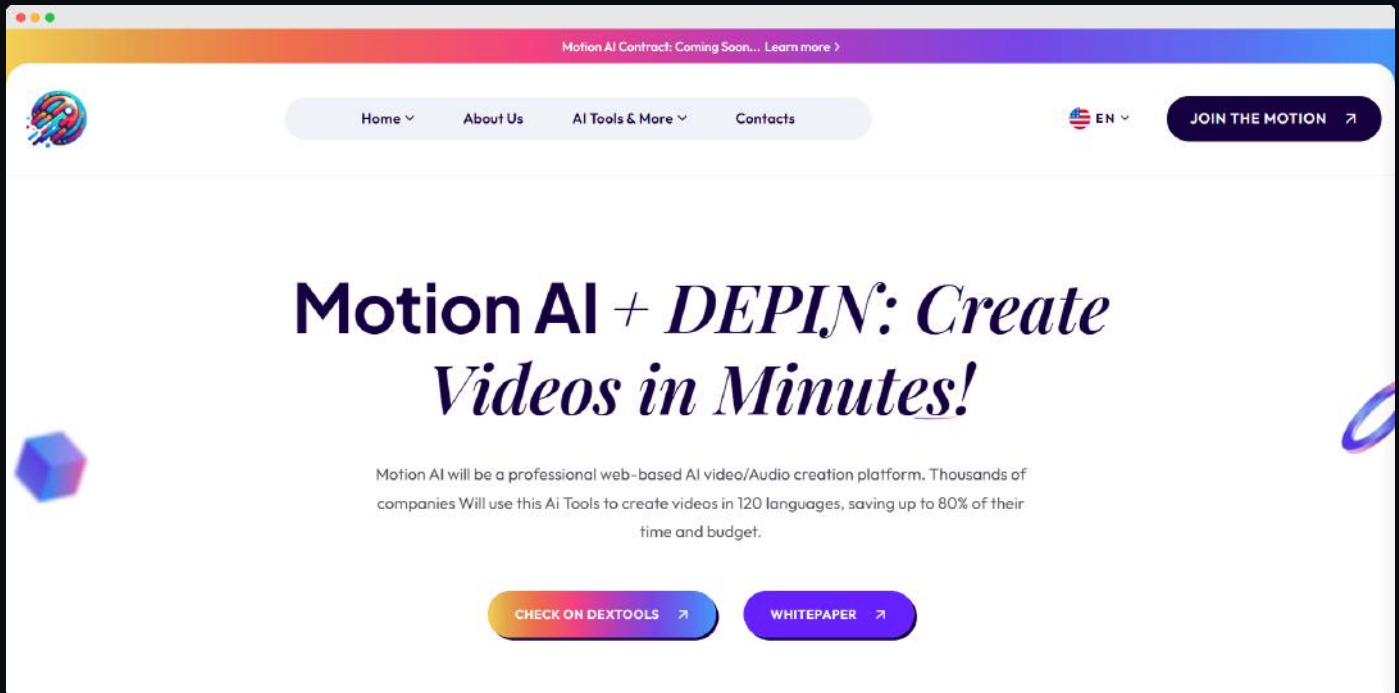 Motion AI Contract: Coming Soon... Learn more >
Home
About Us
AI Tools & More
Contacts
EN
JOIN THE MOTION
Motion AI + DEPIN: Create
Videos in Minutes!
Motion AI will be a professional web-based AI video/Audio creation platform. Thousands of
companies Will use this Ai Tools to create videos in 120 languages, saving up to 80% of their
time and budget.
CHECK ON DEXTOOLS
WHITEPAPER